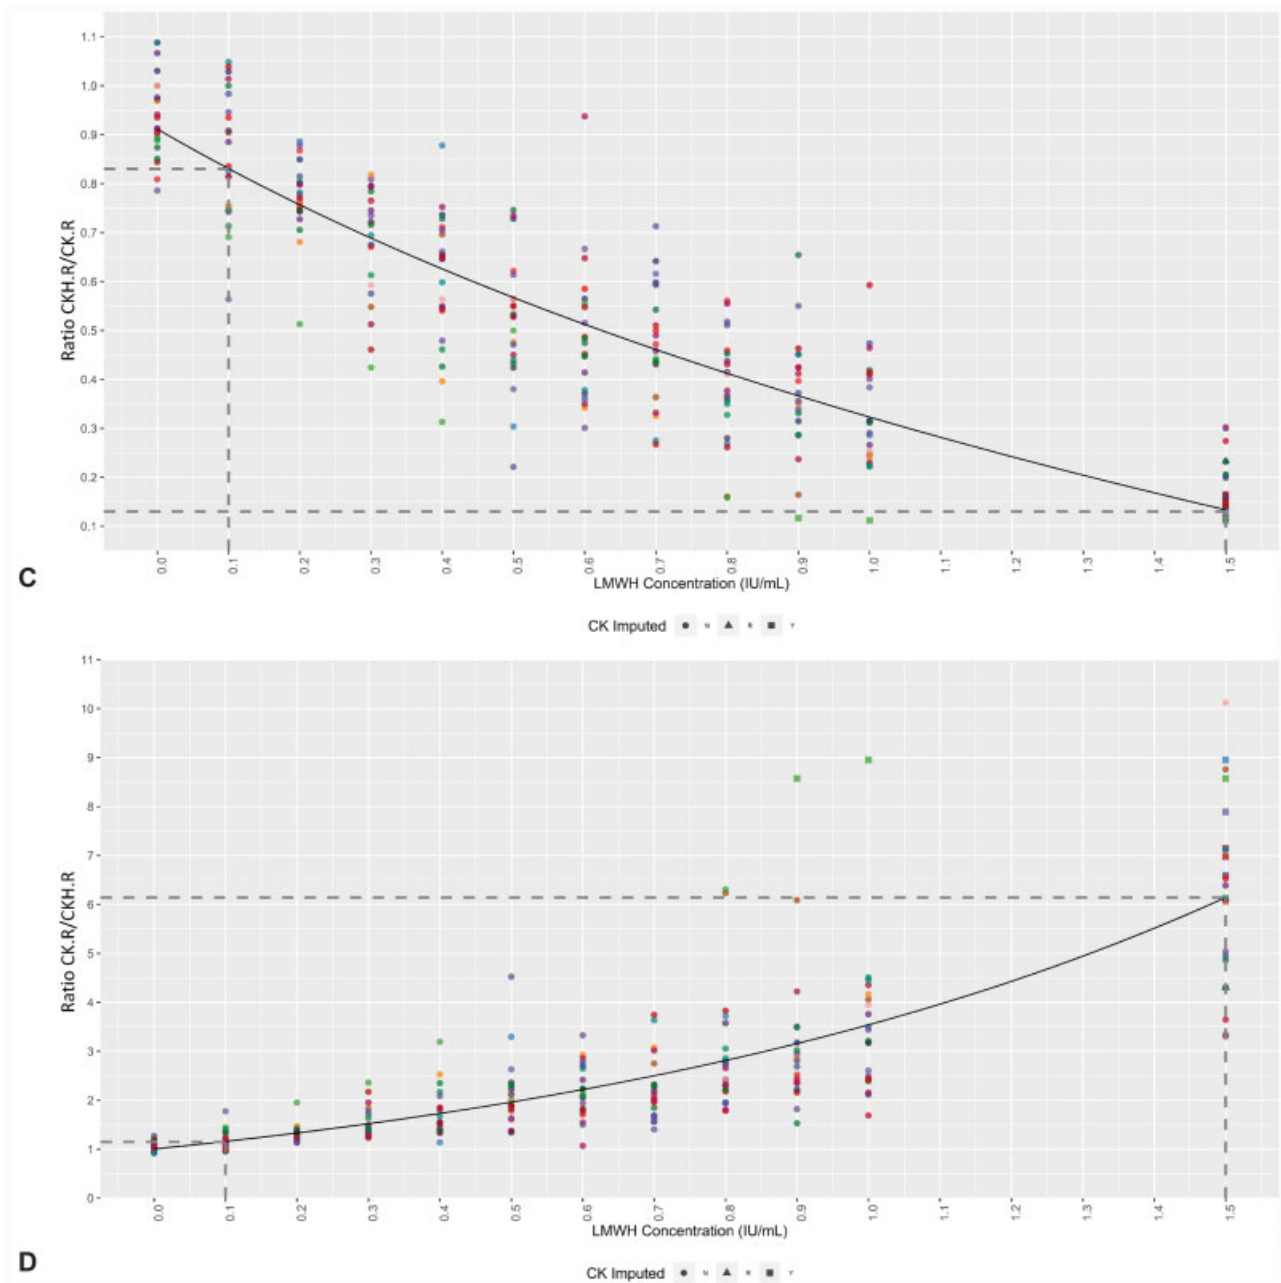 1.1
1.0
0.9
0.8
0.7
0.6
0.5
0.4
0.3
0.2
0.1
Ratio CKH.R/CK.R
0.0 0.1 0.2 0.3 0.4 0.5 0.6 0.7 0.8 0.9 1.0 1.1 1.2 1.3 1.4 1.5
LMWH Concentration (IU/mL)
C
CK Imputed N R Y
11
10
9
8
7
6
5
4
3
2
1
0
Ratio CK.R/CKH.R
0.0 0.1 0.2 0.3 0.4 0.5 0.6 0.7 0.8 0.9 1.0 1.1 1.2 1.3 1.4 1.5
LMWH Concentration (IU/mL)
D
CK Imputed N R Y